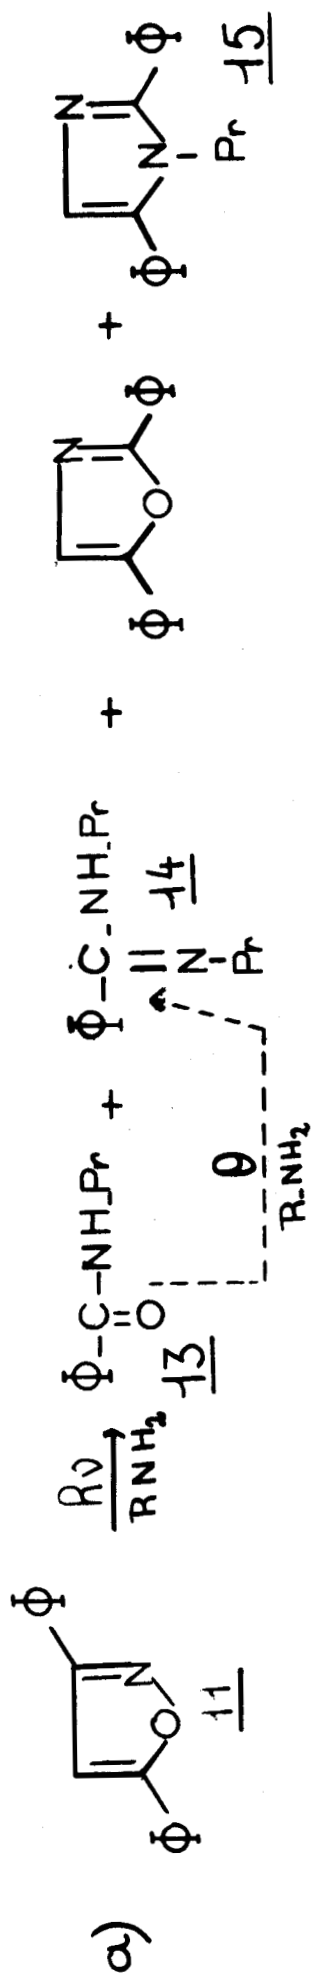 a)
Φ Φ N O 11
hν RNH2
Φ-C-NH-Pr O 13
+
Φ-C-NH-Pr N-Pr 14
θ R-NH2
+
N Φ O Φ
+
N Φ N-Pr Φ 15